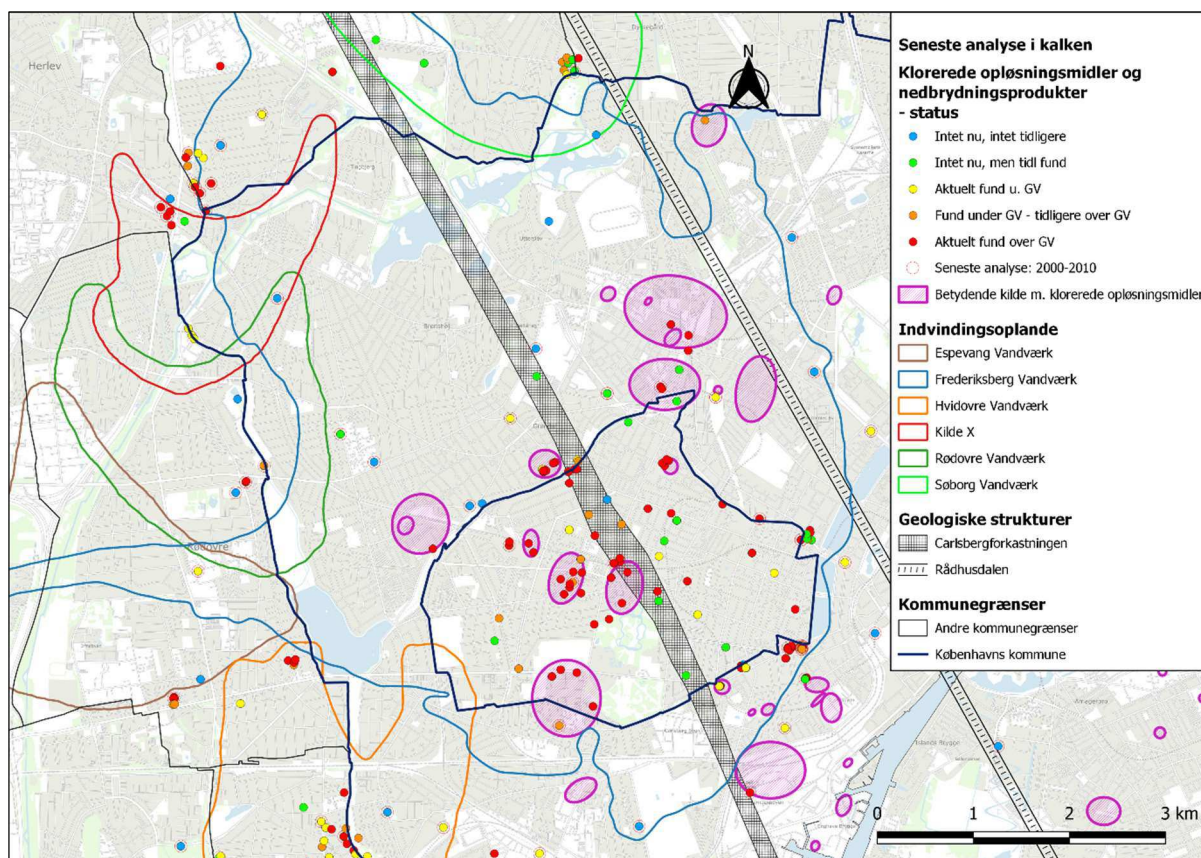 Herlev
N
Rødovre
Islands Brygge
Seneste analyse i kalken
Klorerede opløsningsmidler og
nedbrydningsprodukter
- status
Intet nu, intet tidligere
Intet nu, men tidl fund
Aktuelt fund u. GV
Fund under GV - tidligere over GV
Aktuelt fund over GV
Seneste analyse: 2000-2010
Betydende kilde m. klorerede opløsningsmidler
Indvindingsoplande
Espevang Vandværk
Frederiksberg Vandværk
Hvidovre Vandværk
Kilde X
Rødovre Vandværk
Søborg Vandværk
Geologiske strukturer
Carlsbergforkastningen
Rådhusdalen
Kommunegrænser
Andre kommunegrænser
Københavns kommune
0 1 2 3 km